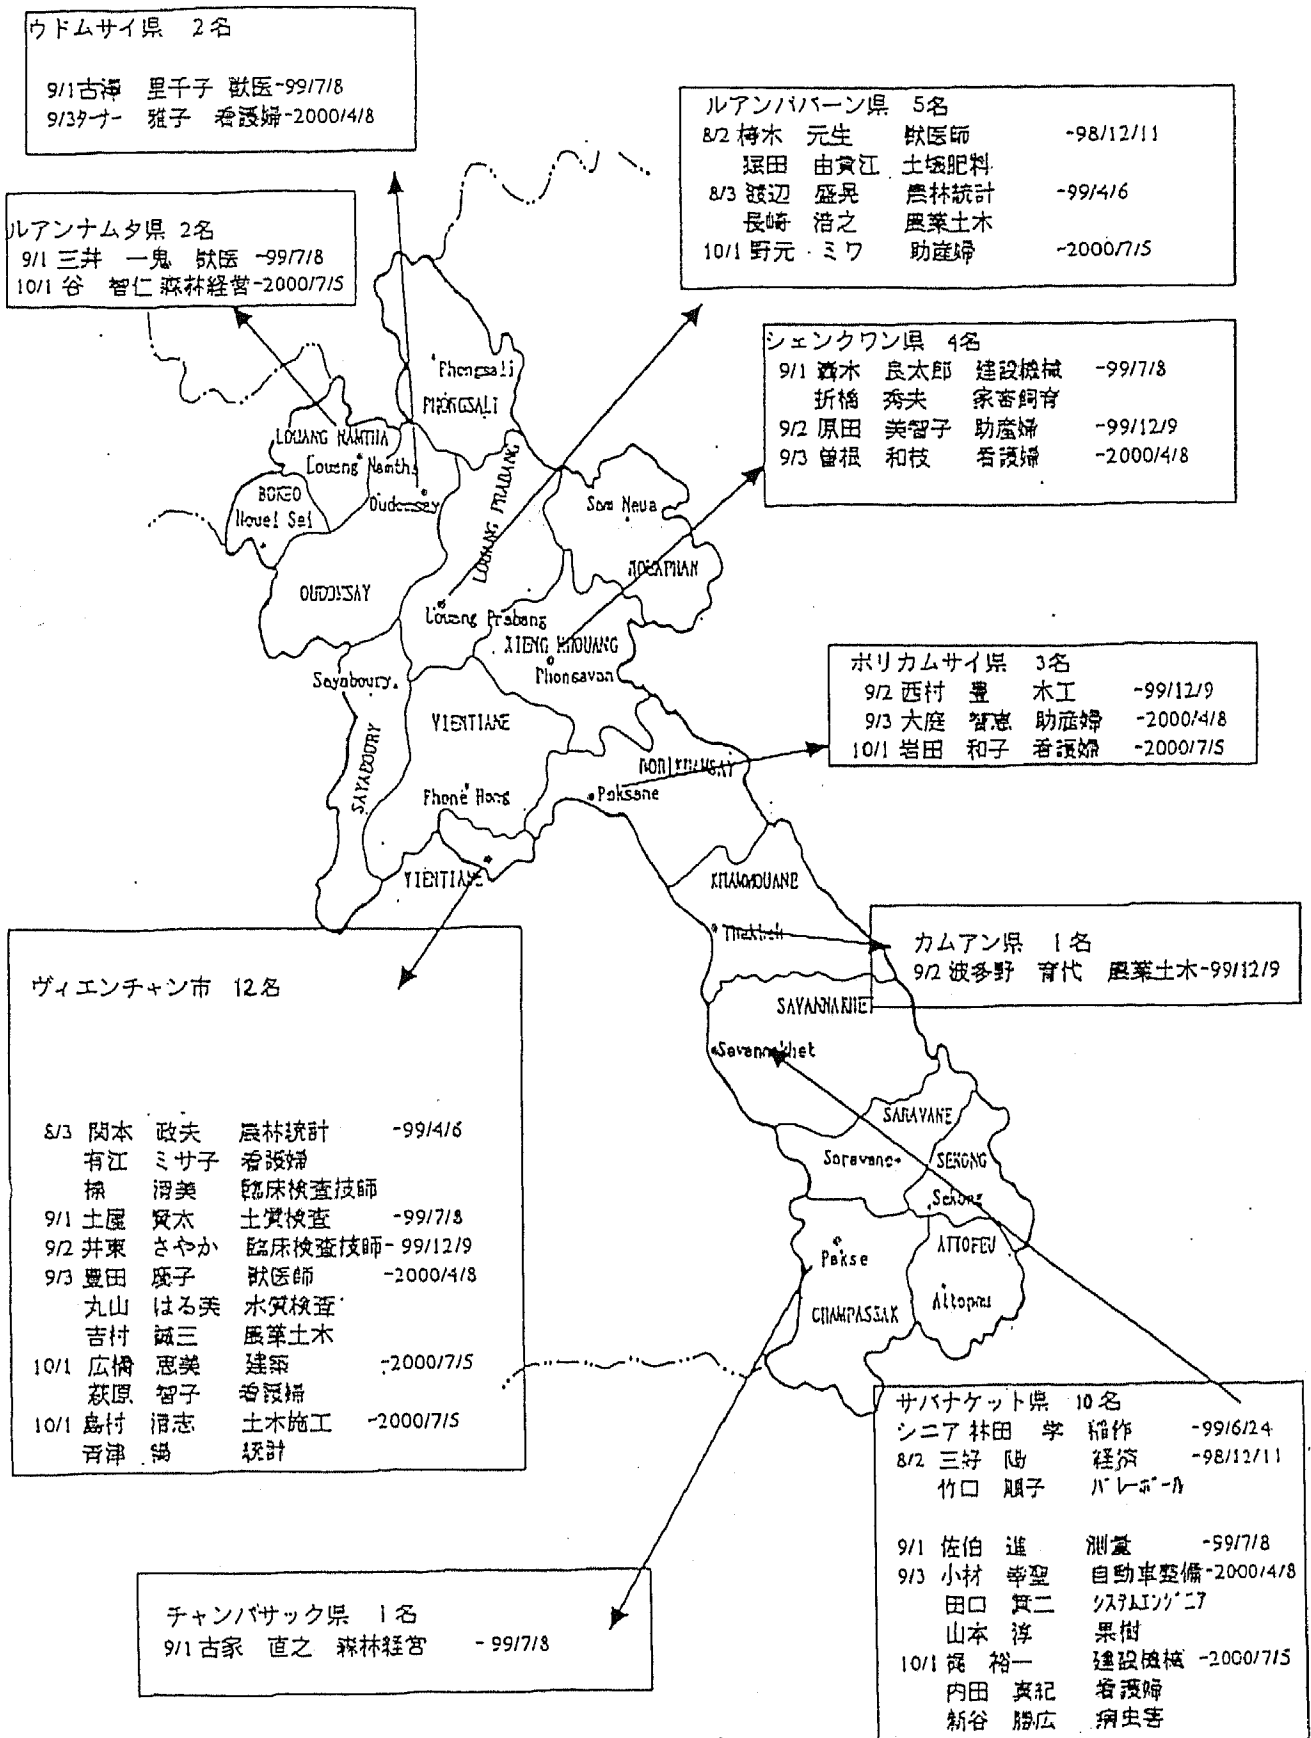 ウドムサイ県 2名
9/1 古澤 里千子 獣医 -99/7/8
9/3 ターナー 雅子 看護婦 -2000/4/8
ルアンナムタ県 2名
9/1 三井 一鬼 獣医 -99/7/8
10/1 谷 智仁 森林経営 -2000/7/5
ルアンパバーン県 5名
8/2 元生 獣医師 -98/12/11
由貴江 土壌肥料
8/3 渡辺 盛晃 農林統計 -99/4/6
長崎 浩之 農業土木
10/1 野元・ミワ 助産婦 -2000/7/5
シェンクワン県 4名
9/1 良太郎 建設機械 -99/7/8
折橋 秀夫 家畜飼育
9/2 原田 美智子 助産婦 -99/12/9
9/3 曽根 和枝 看護婦 -2000/4/8
Phongsali
PHONGSALI
LOUANG NAMTHA
Louang Namtha
BOKEO
Houei Sai
Oudomsay
OUDOMSAY
LOUANG PRABANG
Louang Prabang
Sam Neua
HOUAPHAN
XIENG KHOUANG
Phonsavan
Sayaboury
SAYABOURY
VIENTIANE
Phone Hong
VIENTIANE
BORIKHAMSAY
Paksane
ボリカムサイ県 3名
9/2 西村 豊 木工 -99/12/9
9/3 大庭 智恵 助産婦 -2000/4/8
10/1 岩田 和子 看護婦 -2000/7/5
KHAMMOUANE
Thakhek
カムアン県 1名
9/2 波多野 育代 農業土木 -99/12/9
SAVANNAKHET
Savannakhet
SARAVANE
Saravane
SEKONG
Sekong
ATTOPEU
Attopeu
Pakse
CHAMPASSAK
ヴィエンチャン市 12名
8/3 関本 政夫 農林統計 -99/4/6
有江 ミサ子 看護婦
清美 臨床検査技師
9/1 土屋 賢太 土質検査 -99/7/8
9/2 井東 さやか 臨床検査技師 -99/12/9
9/3 豊田 慶子 獣医師 -2000/4/8
丸山 はる美 水質検査
吉村 誠三 農業土木
10/1 広橋 恵美 建築 -2000/7/5
萩原 智子 看護婦
10/1 島村 清志 土木施工 -2000/7/5
統計
チャンパサック県 1名
9/1 古家 直之 森林経営 -99/7/8
サバナケット県 10名
シニア 林田 学 稲作 -99/6/24
8/2 三好 経済 -98/12/11
竹口 朋子 バレーボール
9/1 佐伯 進 測量 -99/7/8
9/3 小材 幸聖 自動車整備 -2000/4/8
田口 賢二 システムエンジニア
山本 淳 果樹
10/1 裕一 建設機械 -2000/7/5
内田 真紀 看護婦
新谷 勝広 病虫害